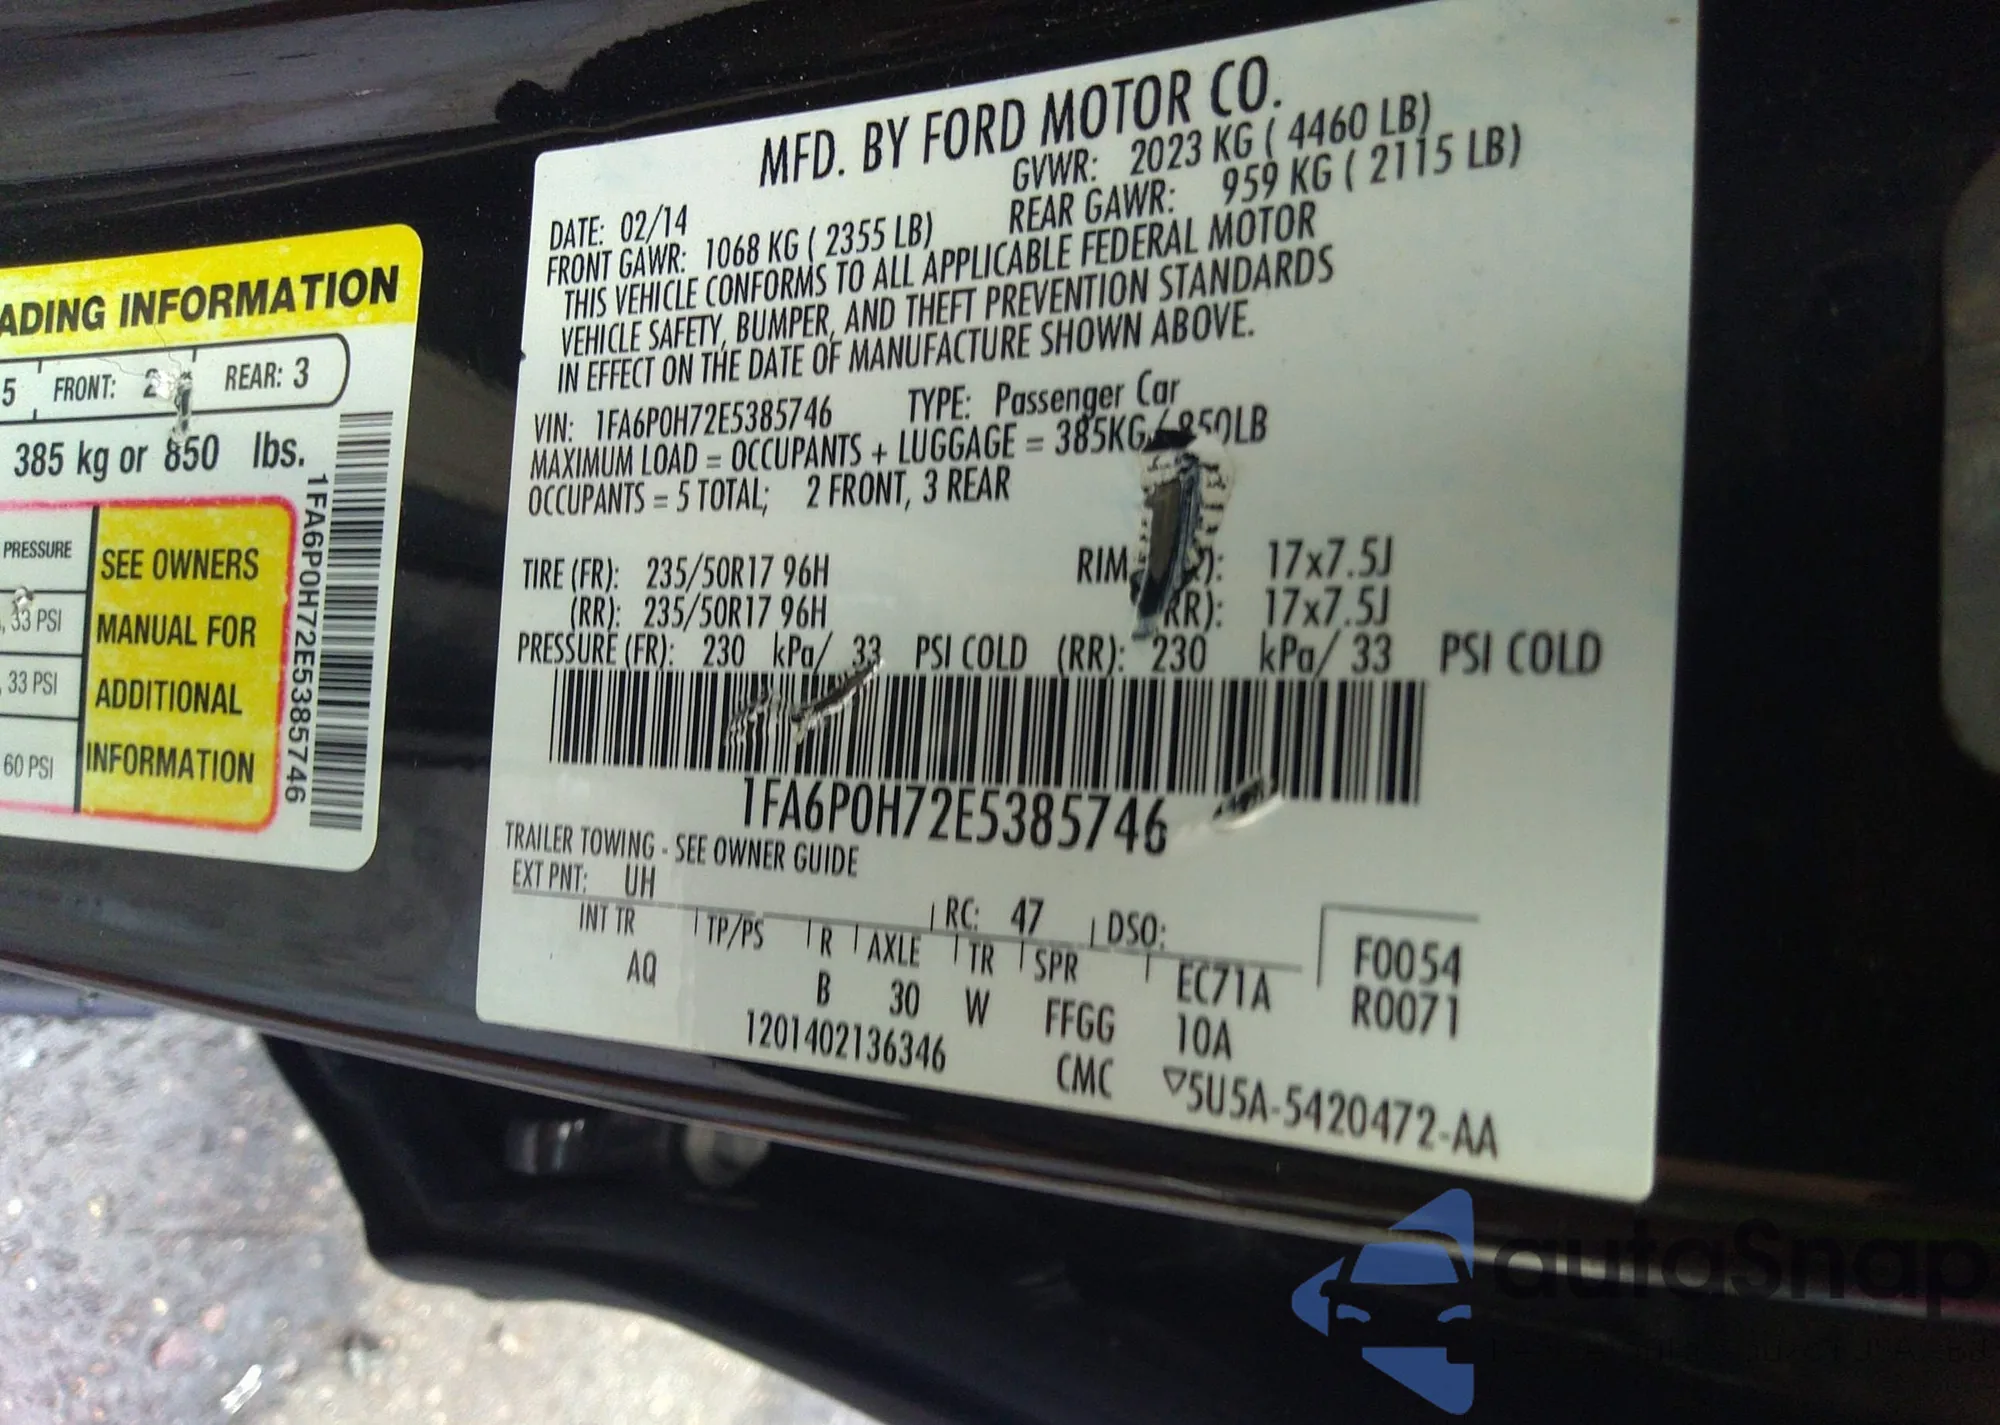 ADING INFORMATION
5 FRONT: 2 REAR: 3
385 kg or 850 lbs.
PRESSURE
33 PSI
33 PSI
60 PSI
SEE OWNERS
MANUAL FOR
ADDITIONAL
INFORMATION
1FA6P0H72E5385746
MFD. BY FORD MOTOR CO.
DATE: 02/14 GVWR: 2023 KG ( 4460 LB)
FRONT GAWR: 1068 KG ( 2355 LB) REAR GAWR: 959 KG ( 2115 LB)
THIS VEHICLE CONFORMS TO ALL APPLICABLE FEDERAL MOTOR
VEHICLE SAFETY, BUMPER, AND THEFT PREVENTION STANDARDS
IN EFFECT ON THE DATE OF MANUFACTURE SHOWN ABOVE.
VIN: 1FA6P0H72E5385746 TYPE: Passenger Car
MAXIMUM LOAD = OCCUPANTS + LUGGAGE = 385KG / 850LB
OCCUPANTS = 5 TOTAL; 2 FRONT, 3 REAR
TIRE (FR): 235/50R17 96H RIM 17x7.5J
(RR): 235/50R17 96H RR): 17x7.5J
PRESSURE (FR): 230 kPa/ 33 PSI COLD (RR): 230 kPa/ 33 PSI COLD
1FA6P0H72E5385746
TRAILER TOWING - SEE OWNER GUIDE
EXT PNT: UH RC: 47 DSO:
INT TR TP/PS R AXLE TR SPR EC71A F0054
AQ B 30 W FFGG 10A R0071
1201402136346 CMC ▽5U5A-5420472-AA
autoSnap